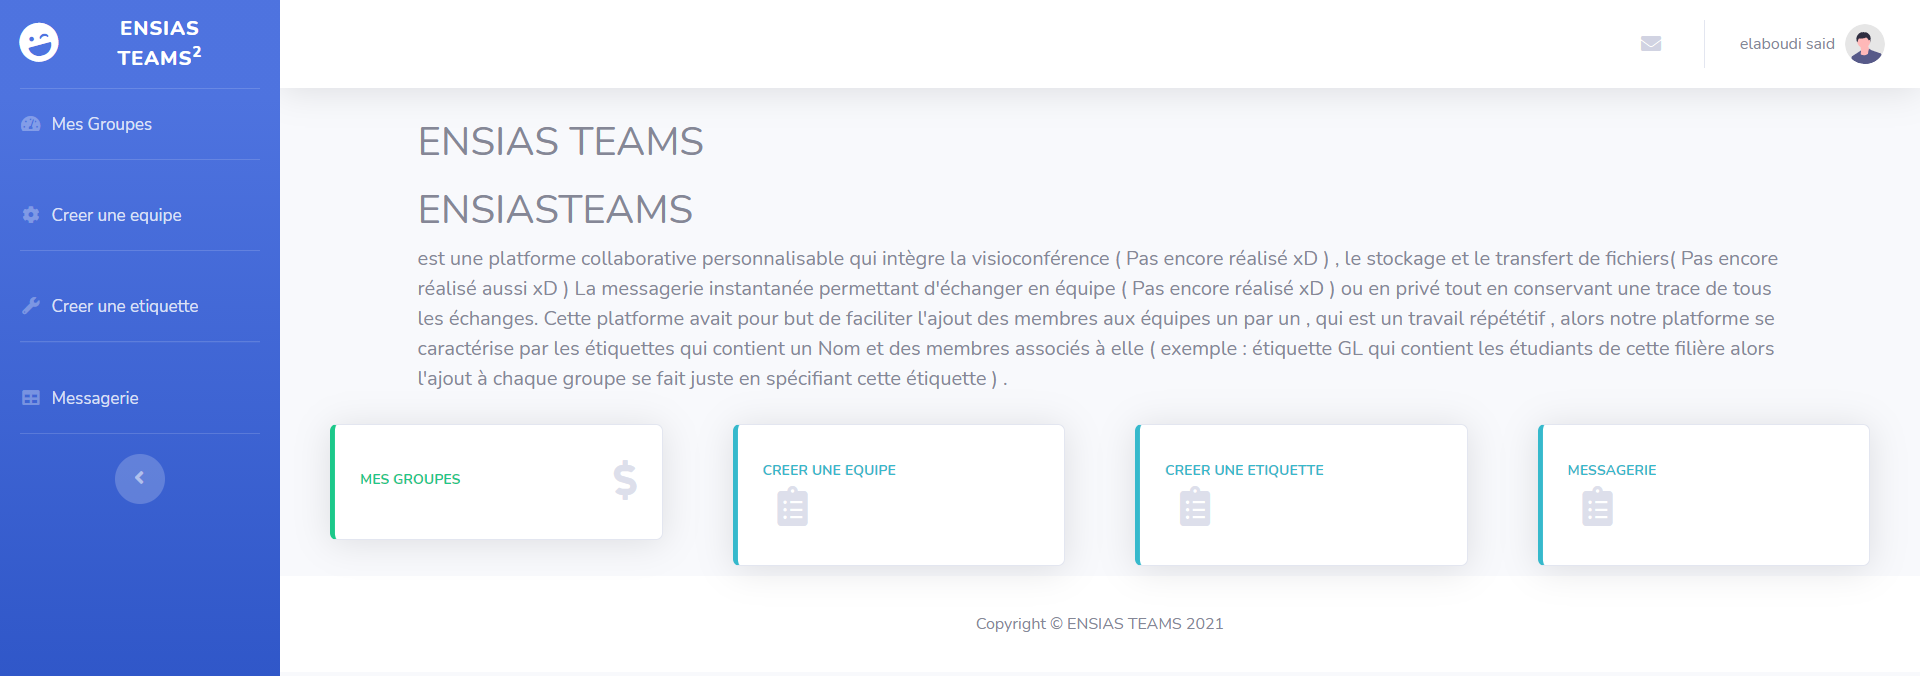 ENSIAS
TEAMS2
Mes Groupes
Creer une equipe
Creer une etiquette
Messagerie
elaboudi said
ENSIAS TEAMS
ENSIASTEAMS
est une platforme collaborative personnalisable qui intègre la visioconférence ( Pas encore réalisé xD ) , le stockage et le transfert de fichiers( Pas encore
réalisé aussi xD ) La messagerie instantanée permettant d'échanger en équipe ( Pas encore réalisé xD ) ou en privé tout en conservant une trace de tous
les échanges. Cette platforme avait pour but de faciliter l'ajout des membres aux équipes un par un , qui est un travail répététif , alors notre platforme se
caractérise par les étiquettes qui contient un Nom et des membres associés à elle ( exemple : étiquette GL qui contient les étudiants de cette filière alors
l'ajout à chaque groupe se fait juste en spécifiant cette étiquette ) .
MES GROUPES
CREER UNE EQUIPE
CREER UNE ETIQUETTE
MESSAGERIE
Copyright © ENSIAS TEAMS 2021